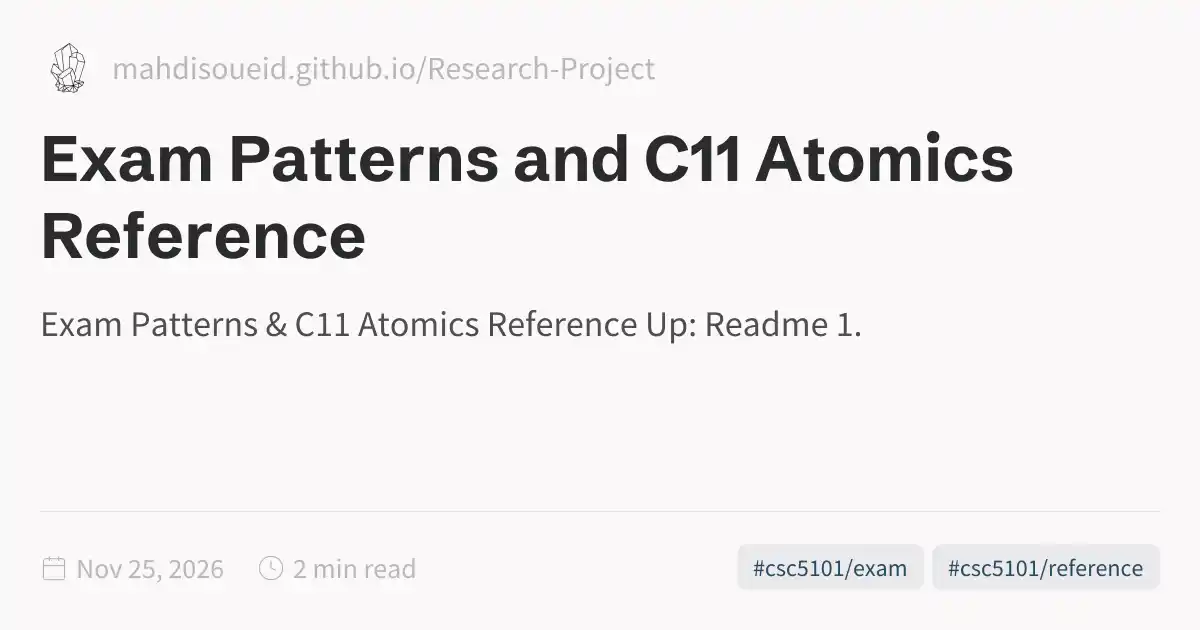 mahdisoueid.github.io/Research-Project
Exam Patterns and C11 Atomics
Reference
Exam Patterns & C11 Atomics Reference Up: Readme 1.
Nov 25, 2026
2 min read
#csc5101/exam
#csc5101/reference